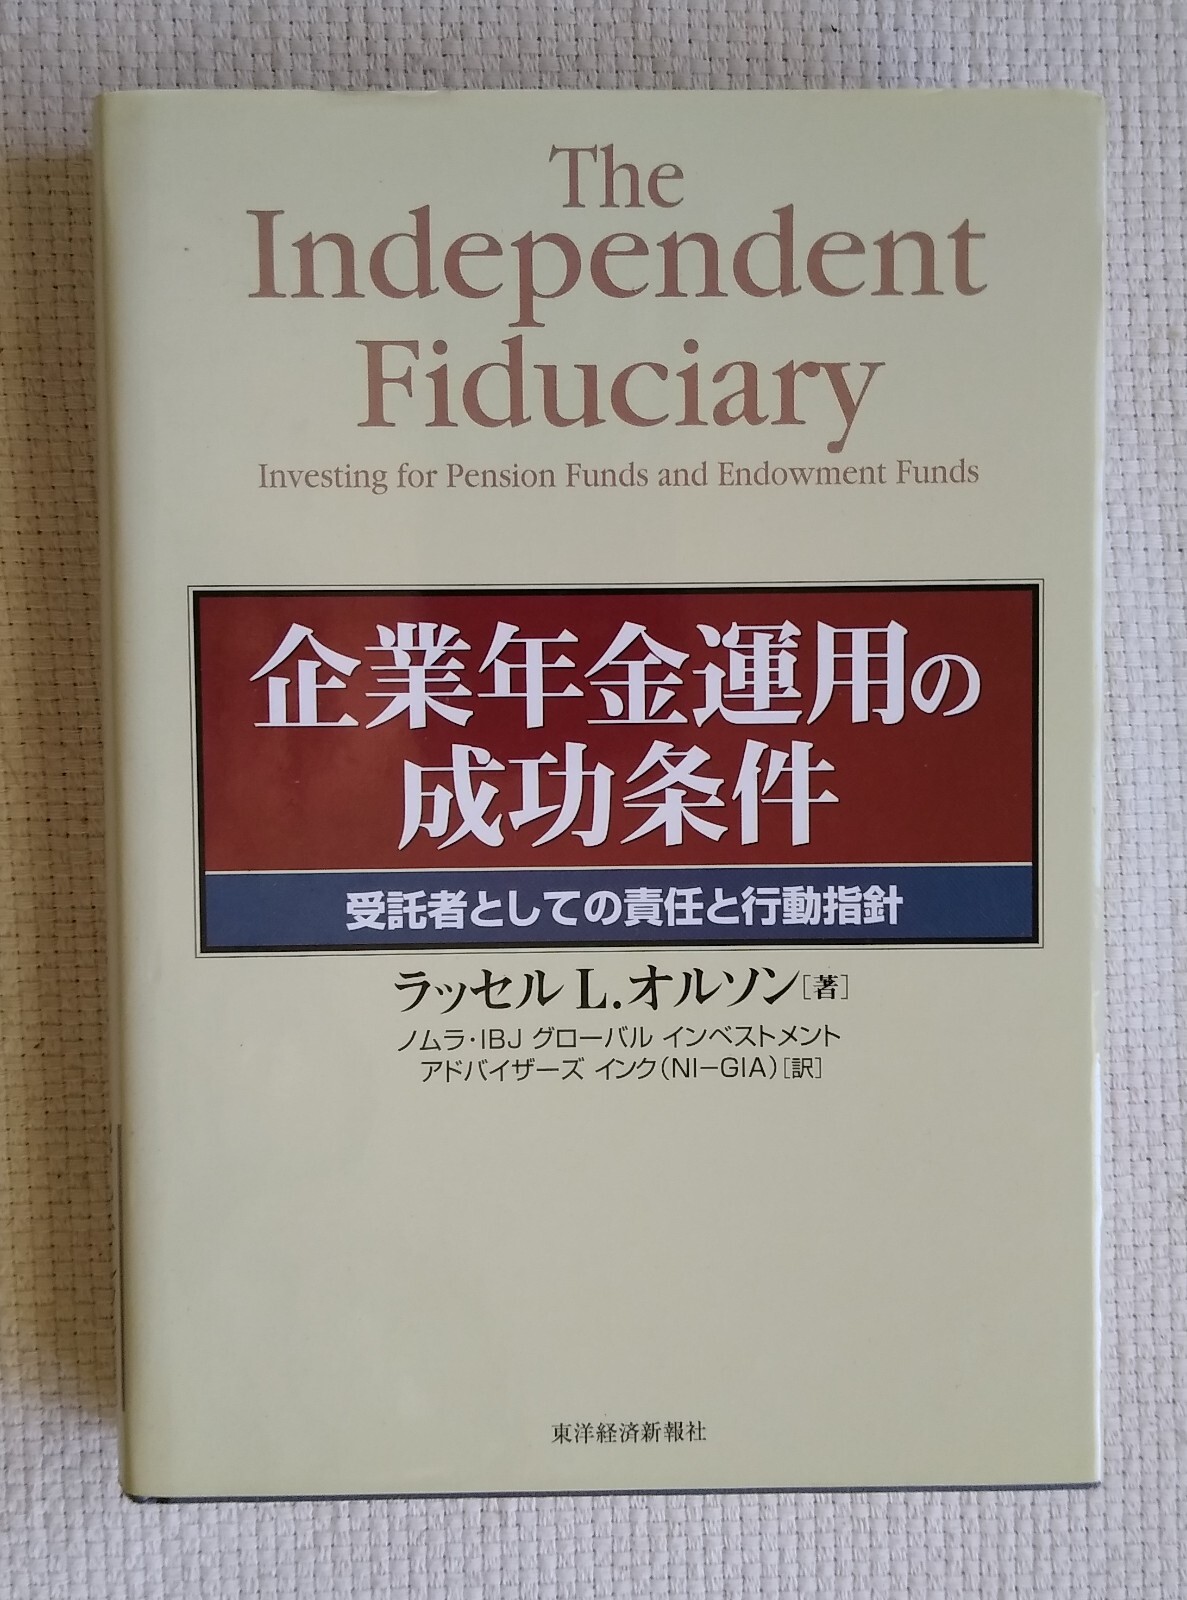 The
Independent
Fiduciary
Investing for Pension Funds and Endowment Funds
企業年金運用の
成功条件
受託者としての責任と行動指針
ラッセル L.オルソン[著]
ノムラ・IBJ グローバル インベストメント
アドバイザーズ インク(NI-GIA)[訳]
東洋経済新報社